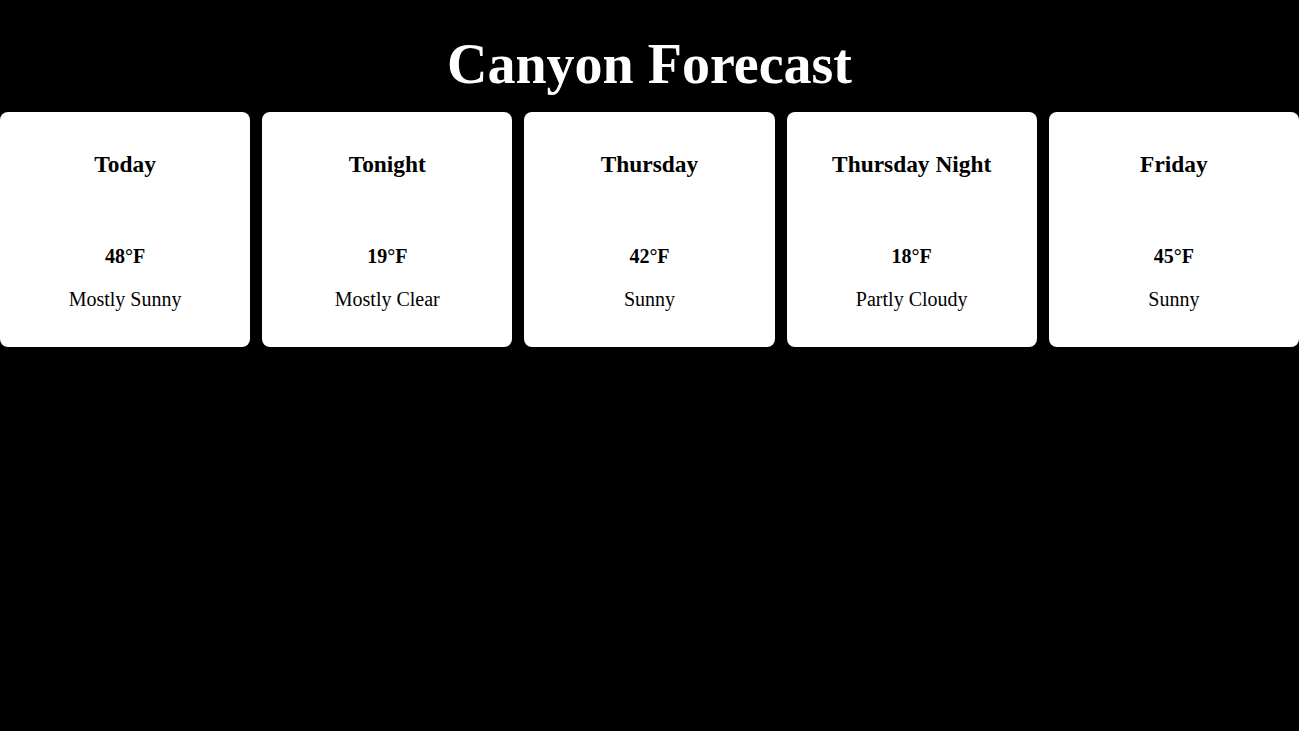 Canyon Forecast
Today
48°F
Mostly Sunny
Tonight
19°F
Mostly Clear
Thursday
42°F
Sunny
Thursday Night
18°F
Partly Cloudy
Friday
45°F
Sunny